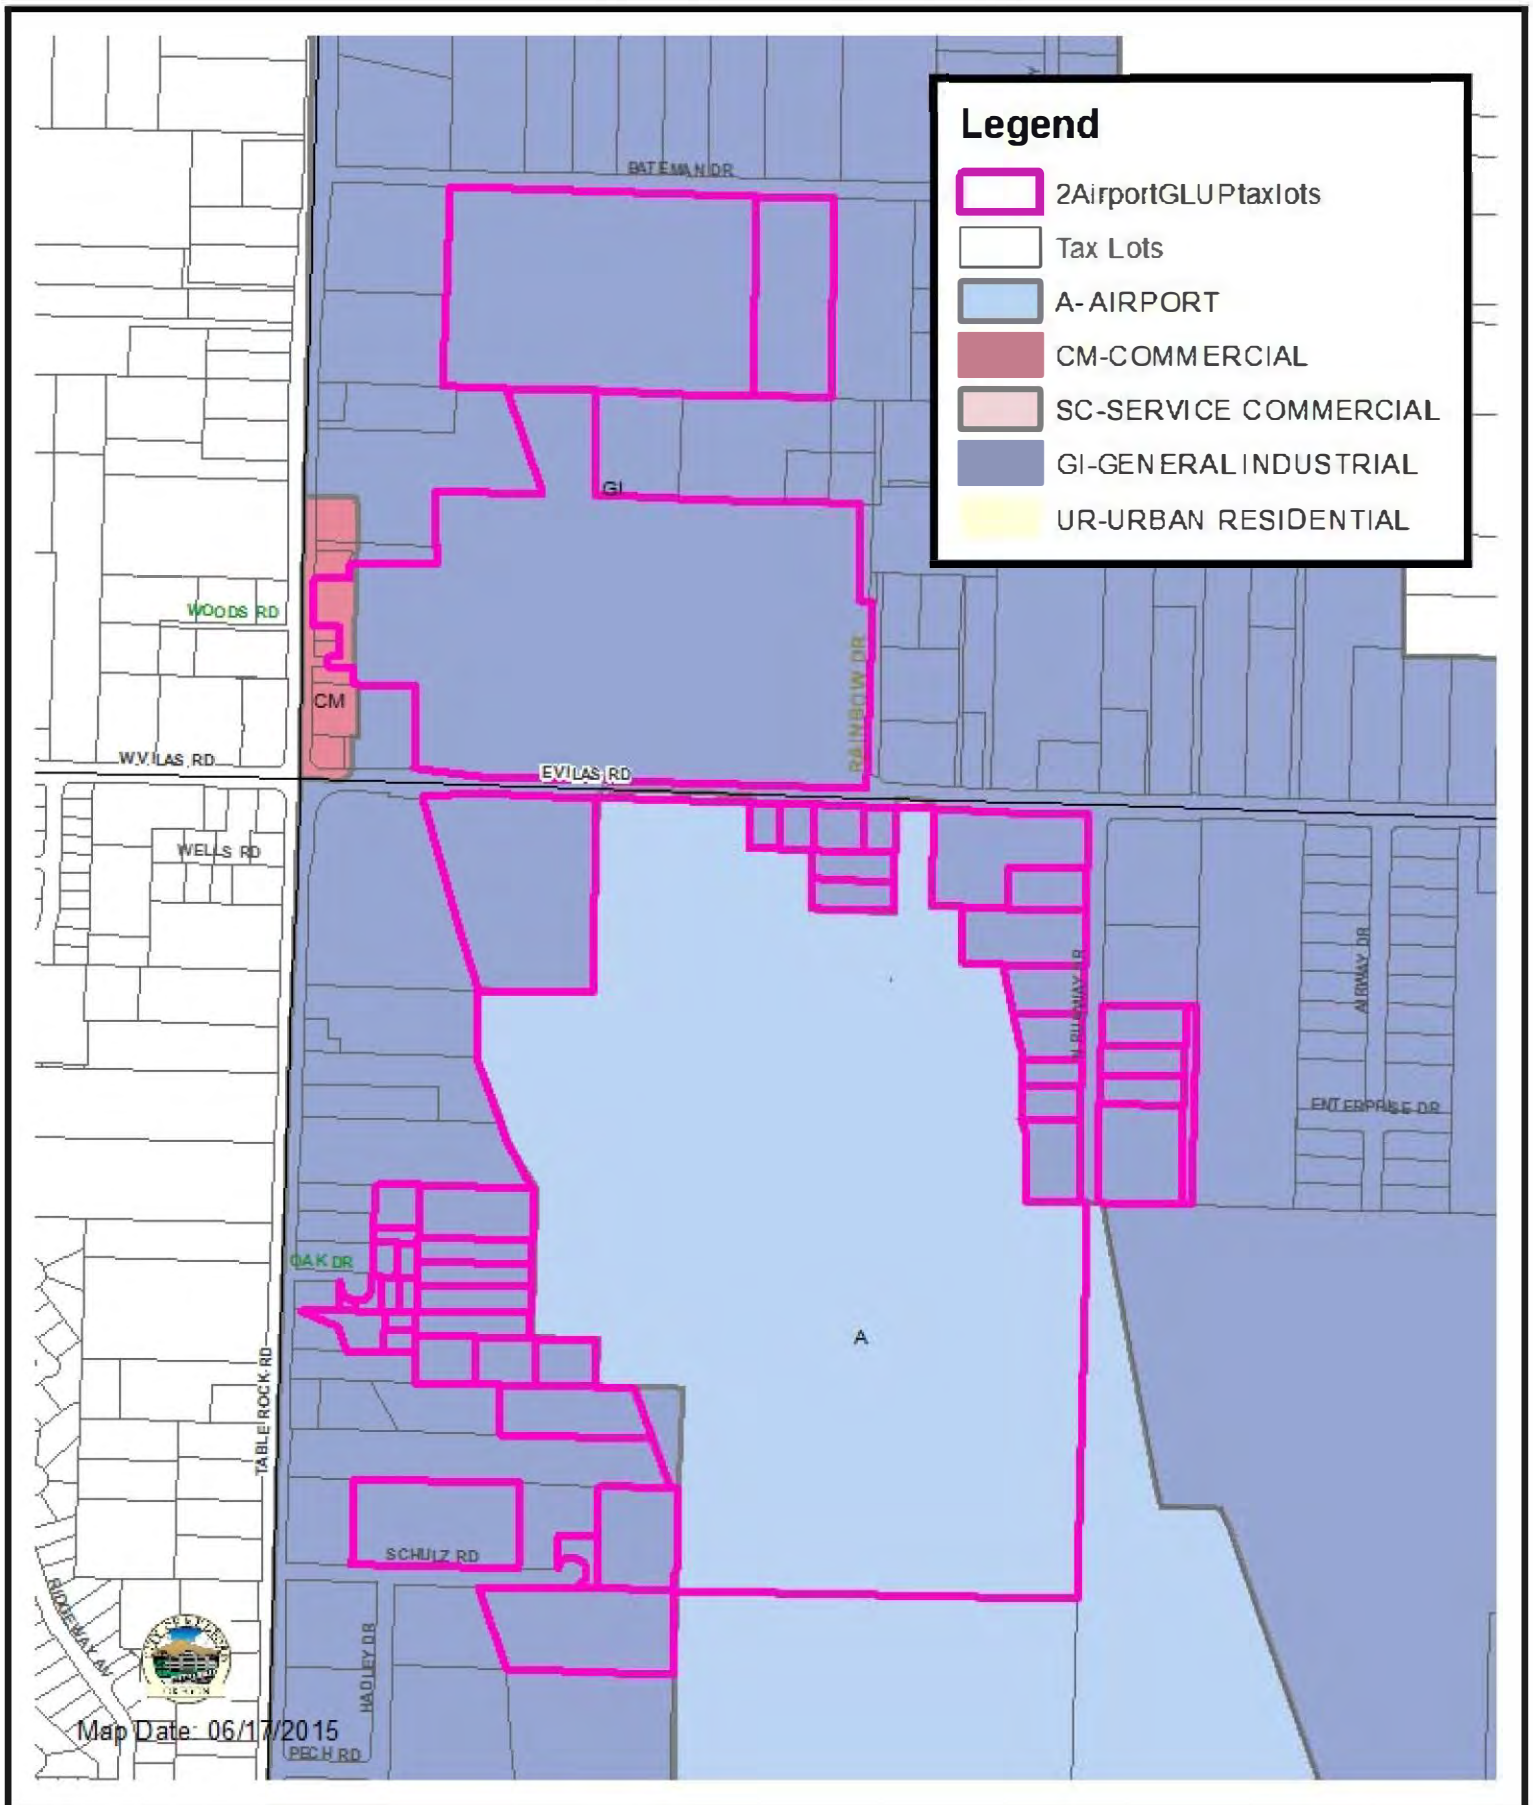 BATEMAN DR
Legend
2AirportGLUPtaxlots
Tax Lots
A- AIRPORT
CM-COMMERCIAL
SC-SERVICE COMMERCIAL
GI-GENERAL INDUSTRIAL
UR-URBAN RESIDENTIAL
GI
WOODS RD
RAINBOW DR
CM
W VILAS RD
E VILAS RD
WELLS RD
AIRWAY DR
N RUNWAY DR
ENTERPRISE DR
OAK DR
A
TABLE ROCK RD
SCHULZ RD
RIDGEWAY AV
HADLEY DR
Map Date: 06/17/2015
PECH RD